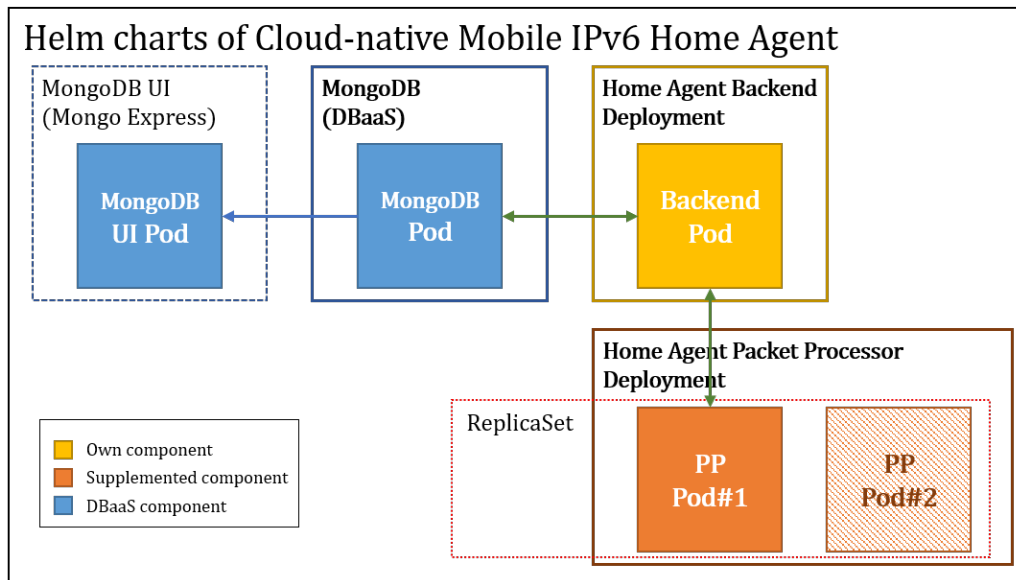 Helm charts of Cloud-native Mobile IPv6 Home Agent
MongoDB UI
(Mongo Express)
MongoDB
UI Pod
MongoDB
(DBaaS)
MongoDB
Pod
Home Agent Backend
Deployment
Backend
Pod
Home Agent Packet Processor
Deployment
ReplicaSet
PP
Pod#1
PP
Pod#2
Own component
Supplemented component
DBaaS component